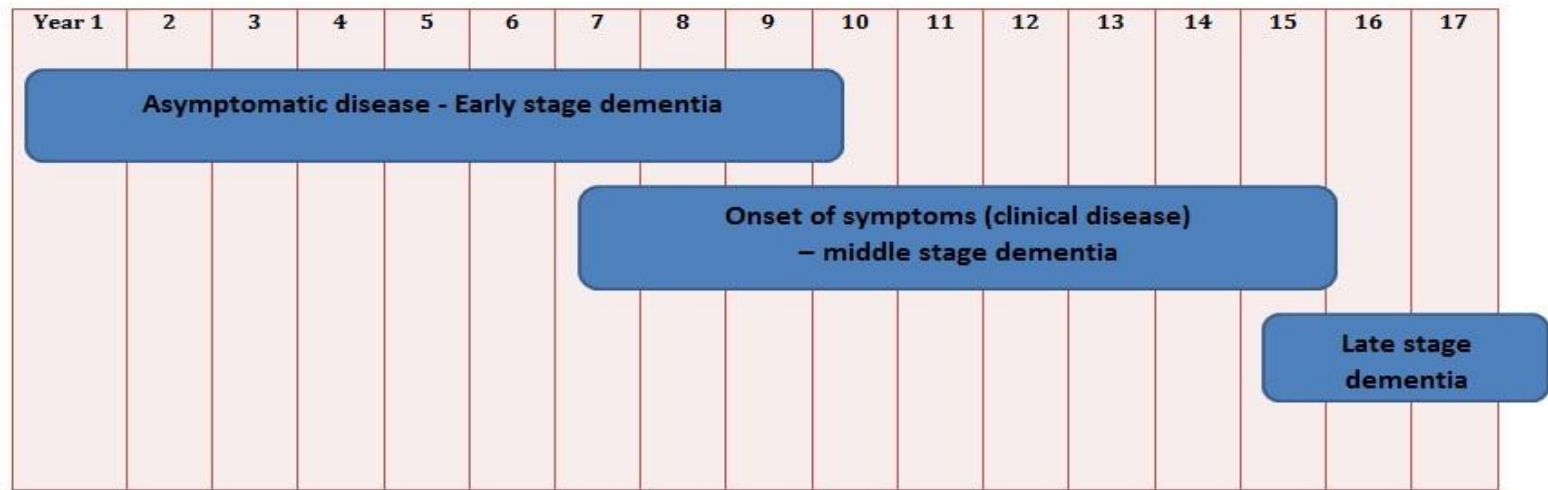 Year 1 2 3 4 5 6 7 8 9 10 11 12 13 14 15 16 17
Asymptomatic disease - Early stage dementia
Onset of symptoms (clinical disease)
– middle stage dementia
Late stage
dementia